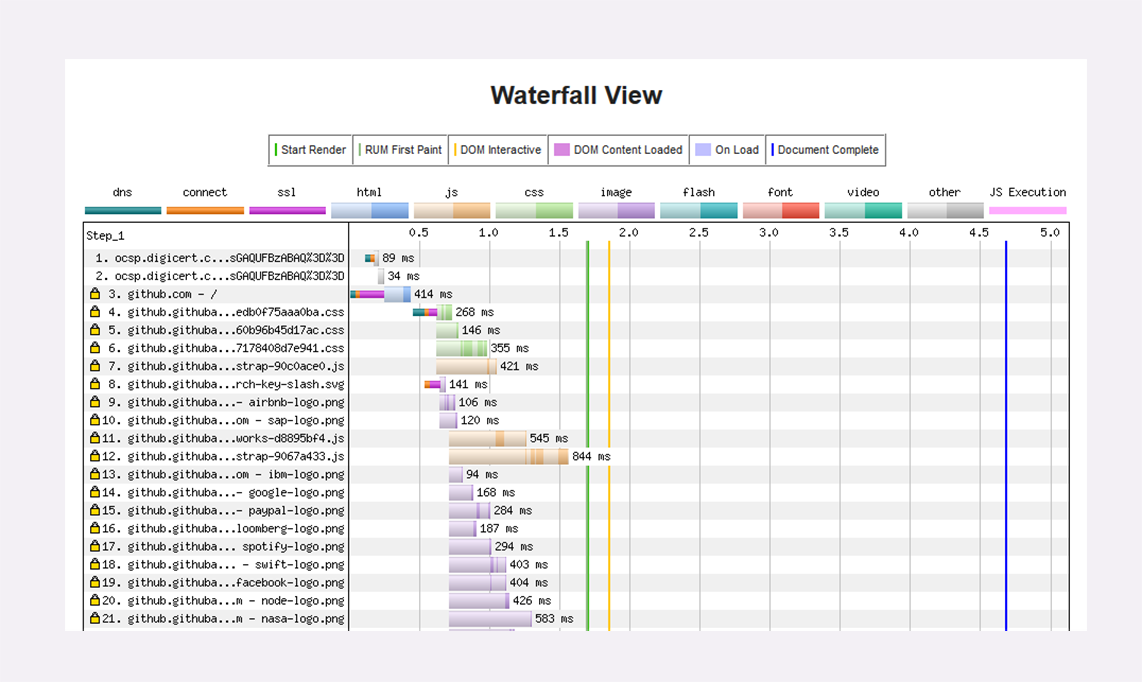 Waterfall View
Start Render RUM First Paint DOM Interactive DOM Content Loaded On Load Document Complete
dns connect ssl html js css image flash font video other JS Execution
Step_1 0.5 1.0 1.5 2.0 2.5 3.0 3.5 4.0 4.5 5.0
1. ocsp.digicert.c...sGAQUFBzABAQ%3D%3D 89 ms
2. ocsp.digicert.c...sGAQUFBzABAQ%3D%3D 34 ms
3. github.com - / 414 ms
4. github.githuba...edb0f75aaa0ba.css 268 ms
5. github.githuba...60b96b45d17ac.css 146 ms
6. github.githuba...7178408d7e941.css 355 ms
7. github.githuba...strap-90c0ace0.js 421 ms
8. github.githuba...rch-key-slash.svg 141 ms
9. github.githuba...- airbnb-logo.png 106 ms
10. github.githuba...om - sap-logo.png 120 ms
11. github.githuba...works-d8895bf4.js 545 ms
12. github.githuba...strap-9067a433.js 844 ms
13. github.githuba...om - ibm-logo.png 94 ms
14. github.githuba...- google-logo.png 168 ms
15. github.githuba...- paypal-logo.png 284 ms
16. github.githuba...loomberg-logo.png 187 ms
17. github.githuba... spotify-logo.png 294 ms
18. github.githuba... - swift-logo.png 403 ms
19. github.githuba...facebook-logo.png 404 ms
20. github.githuba...m - node-logo.png 426 ms
21. github.githuba...m - nasa-logo.png 583 ms